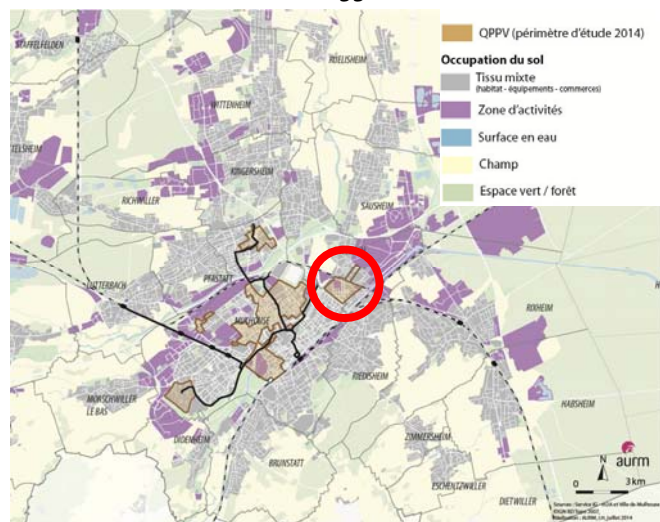 QPPV (périmètre d'étude 2014)
Occupation du sol
Tissu mixte
(habitat - équipements - commerces)
Zone d'activités
Surface en eau
Champ
Espace vert / forêt
STAFFELFELDEN
RUELISHEIM
WITTENHEIM
KINGERSHEIM
RICHWILLER
SAUSHEIM
PFASTATT
LUTTERBACH
MULHOUSE
RIXHEIM
RIEDISHEIM
MORSCHWILLER
LE BAS
HABSHEIM
DIDENHEIM
ZIMMERSHEIM
BRUNSTATT
ESCHENTZWILLER
DIETWILLER
N
aurm
0 3km